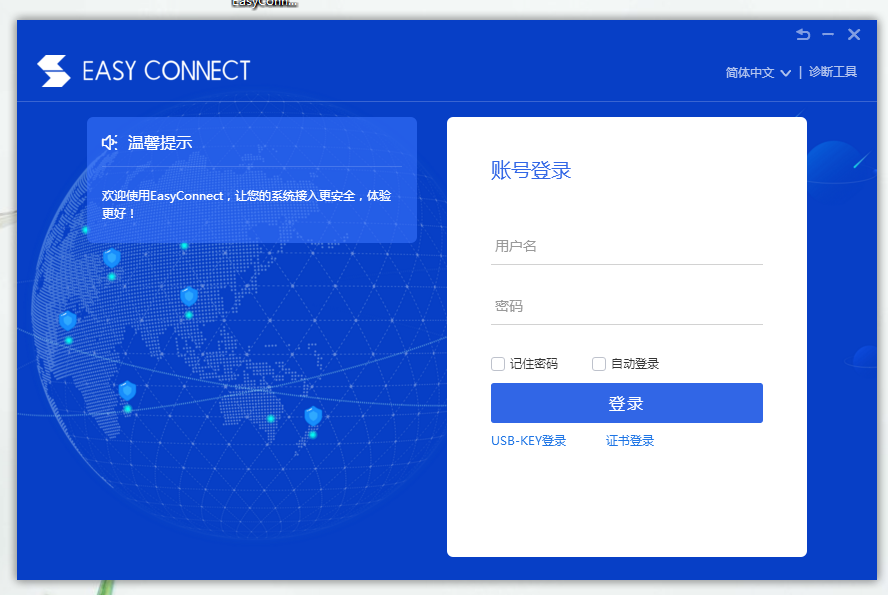 EasyConn...
EASY CONNECT
简体中文 | 诊断工具
温馨提示
欢迎使用EasyConnect，让您的系统接入更安全，体验
更好！
账号登录
用户名
密码
记住密码 自动登录
登录
USB-KEY登录 证书登录